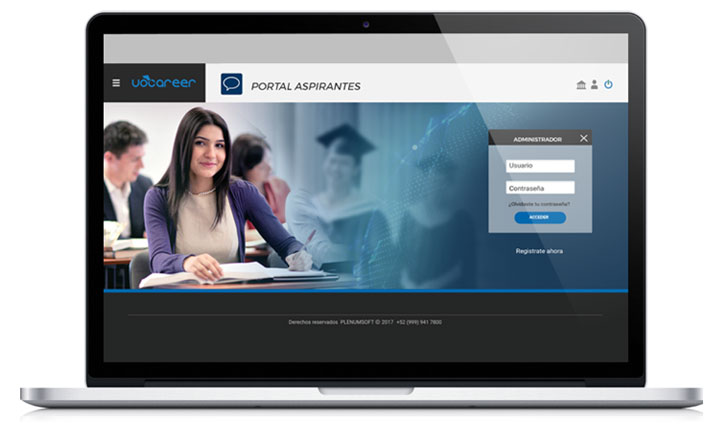 vocareer
PORTAL ASPIRANTES
ADMINISTRADOR
Usuario
Contraseña
¿Olvidaste tu contraseña?
ACCEDER
Registrate ahora
Derechos reservados PLENUMSOFT © 2017 +52 (999) 941 7600